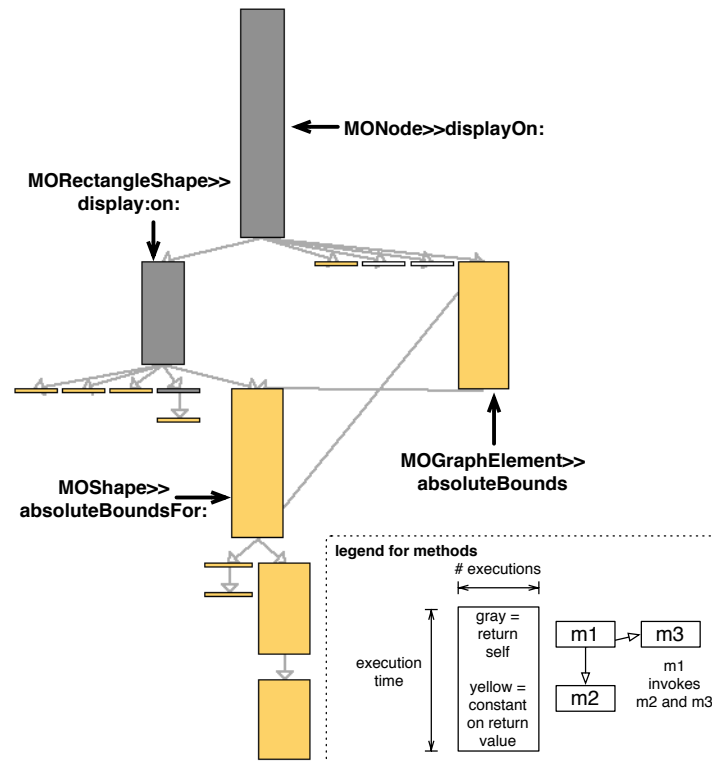 MONode>>displayOn:
MORectangleShape>>
display:on:
MOGraphElement>>
absoluteBounds
MOShape>>
absoluteBoundsFor:
legend for methods
# executions
gray =
return
self
execution
time
yellow =
constant
on return
value
m1
m3
m2
m1
invokes
m2 and m3